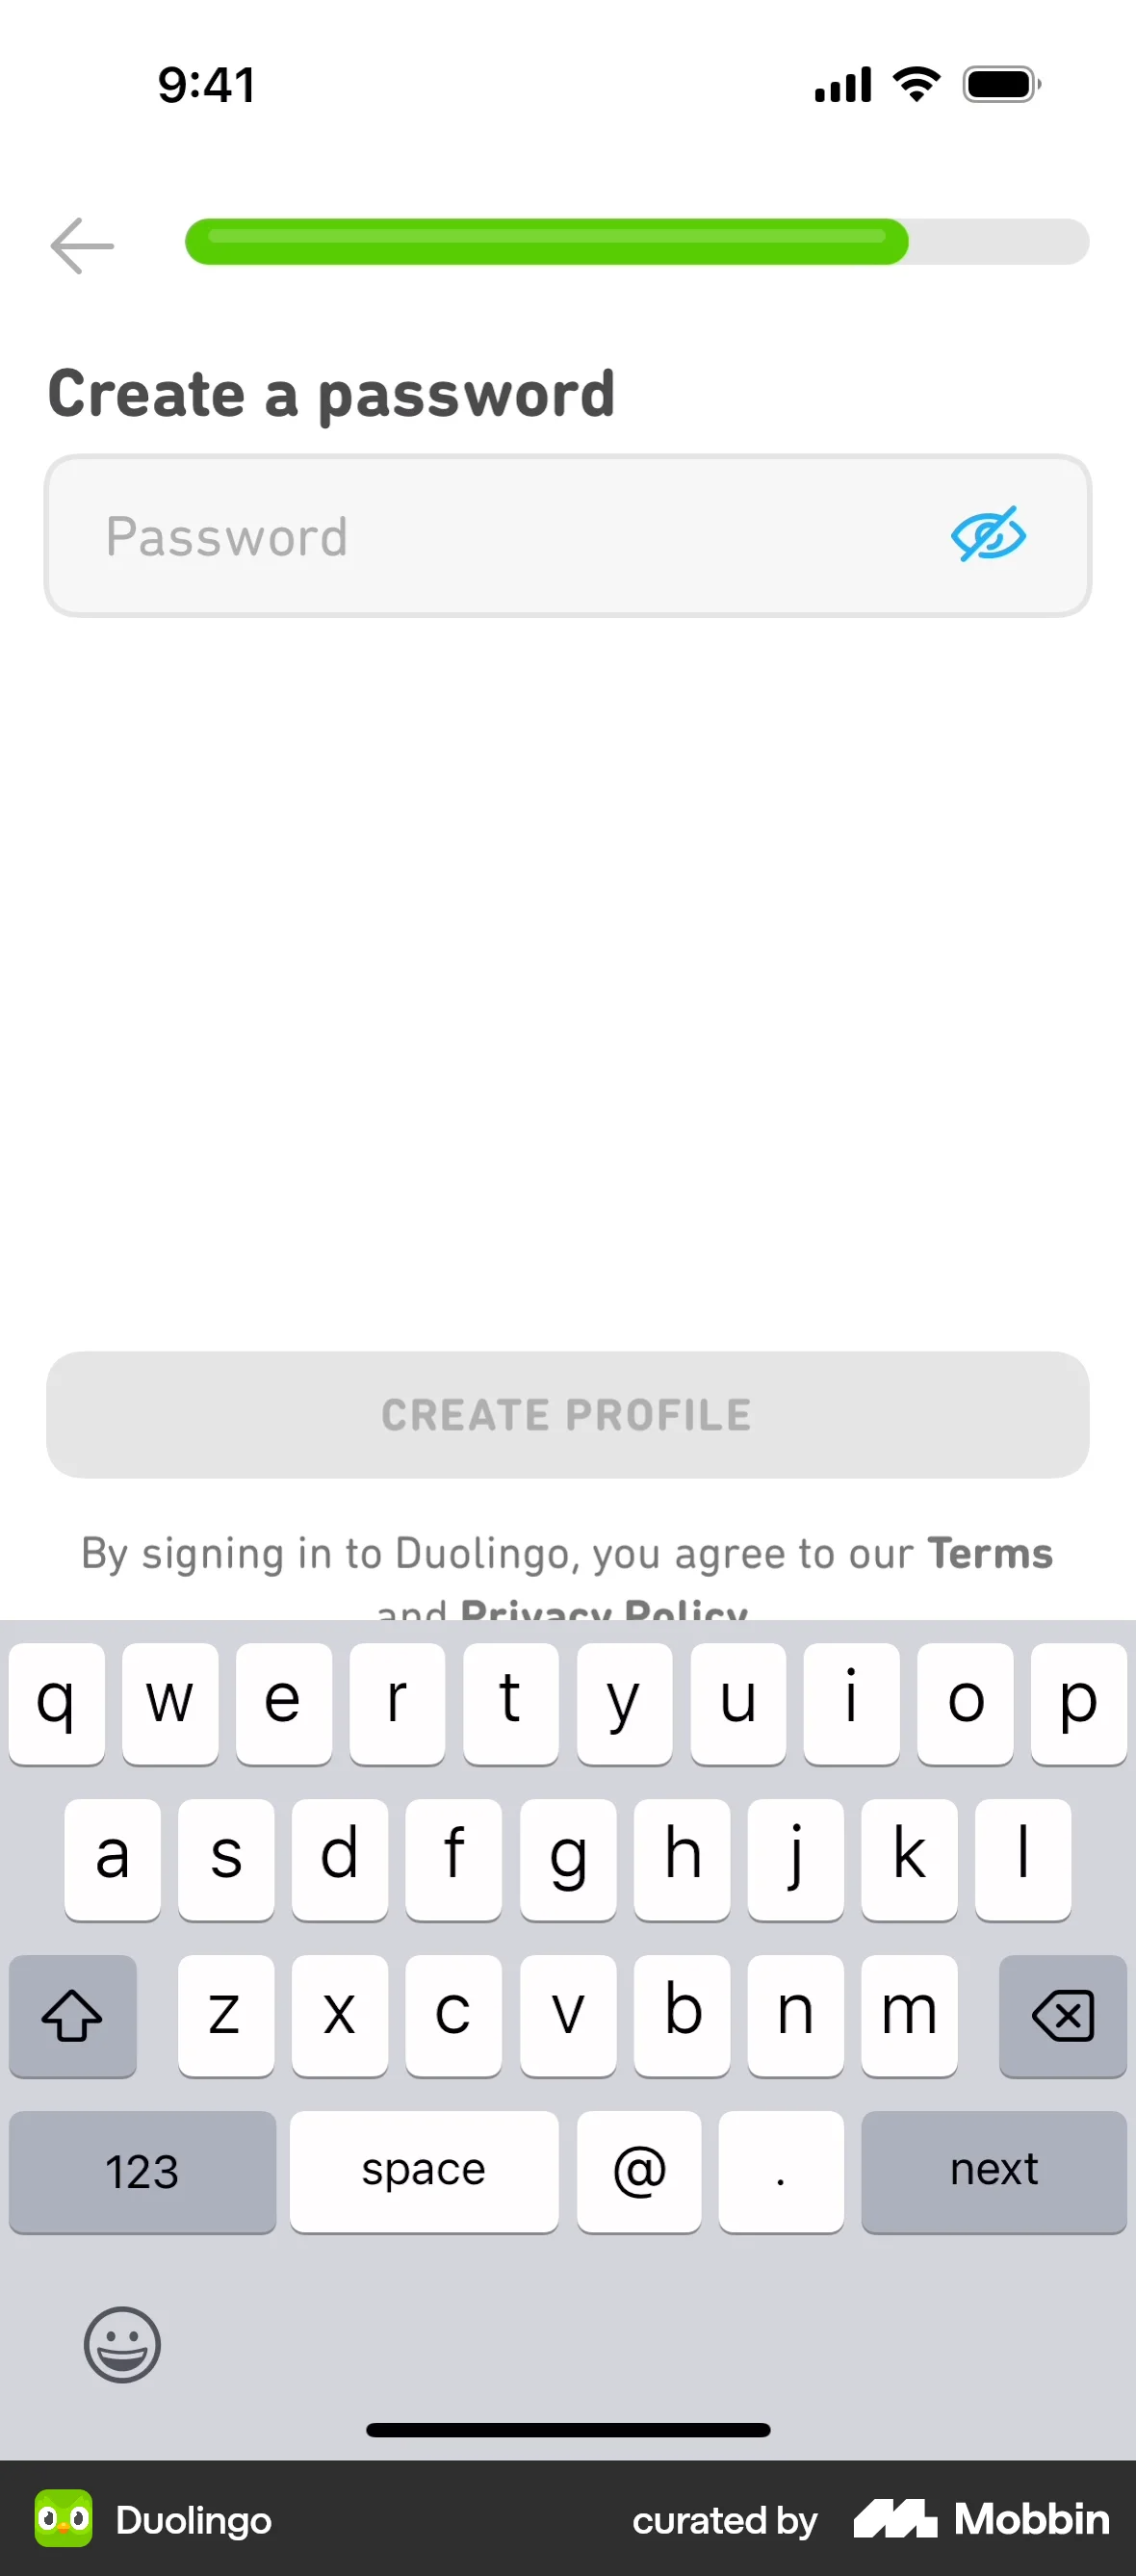 9:41
Create a password
Password
CREATE PROFILE
By signing in to Duolingo, you agree to our Terms
and Privacy Policy
q w e r t y u i o p
a s d f g h j k l
z x c v b n m
123 space @ . next
Duolingo curated by Mobbin